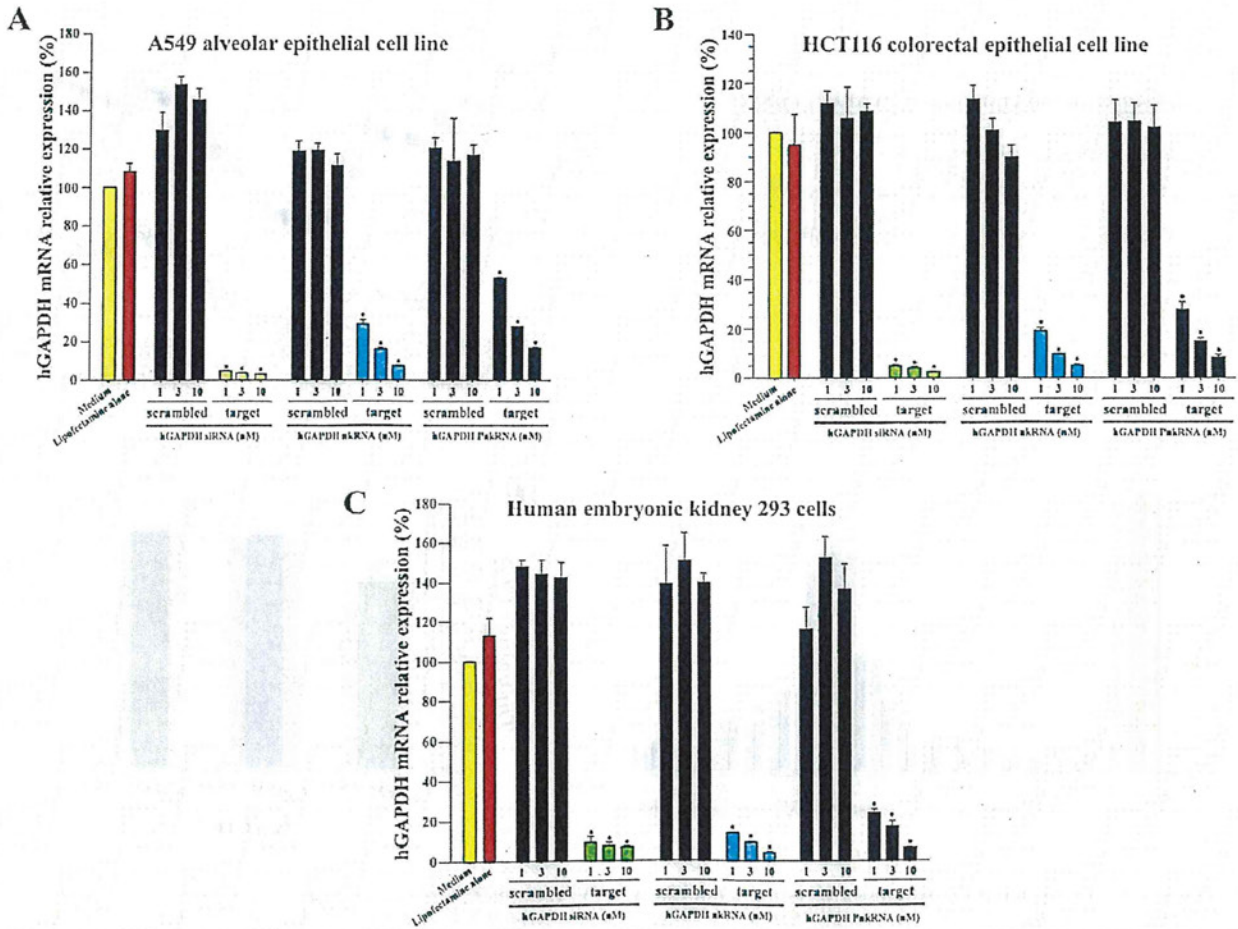 A
A549 alveolar epithelial cell line
hGAPDH mRNA relative expression (%)
180
160
140
120
100
80
60
40
20
0
Medium
Lipofectamine alone
1 3 10 1 3 10 1 3 10 1 3 10 1 3 10 1 3 10
scrambled target scrambled target scrambled target
hGAPDH siRNA (nM) hGAPDH nkRNA (nM) hGAPDH PnkRNA (nM)
B
HCT116 colorectal epithelial cell line
hGAPDH mRNA relative expression (%)
140
120
100
80
60
40
20
0
Medium
Lipofectamine alone
1 3 10 1 3 10 1 3 10 1 3 10 1 3 10 1 3 10
scrambled target scrambled target scrambled target
hGAPDH siRNA (nM) hGAPDH nkRNA (nM) hGAPDH PnkRNA (nM)
C
Human embryonic kidney 293 cells
hGAPDH mRNA relative expression (%)
180
160
140
120
100
80
60
40
20
0
Medium
Lipofectamine alone
1 3 10 1 3 10 1 3 10 1 3 10 1 3 10 1 3 10
scrambled target scrambled target scrambled target
hGAPDH siRNA (nM) hGAPDH nkRNA (nM) hGAPDH PnkRNA (nM)